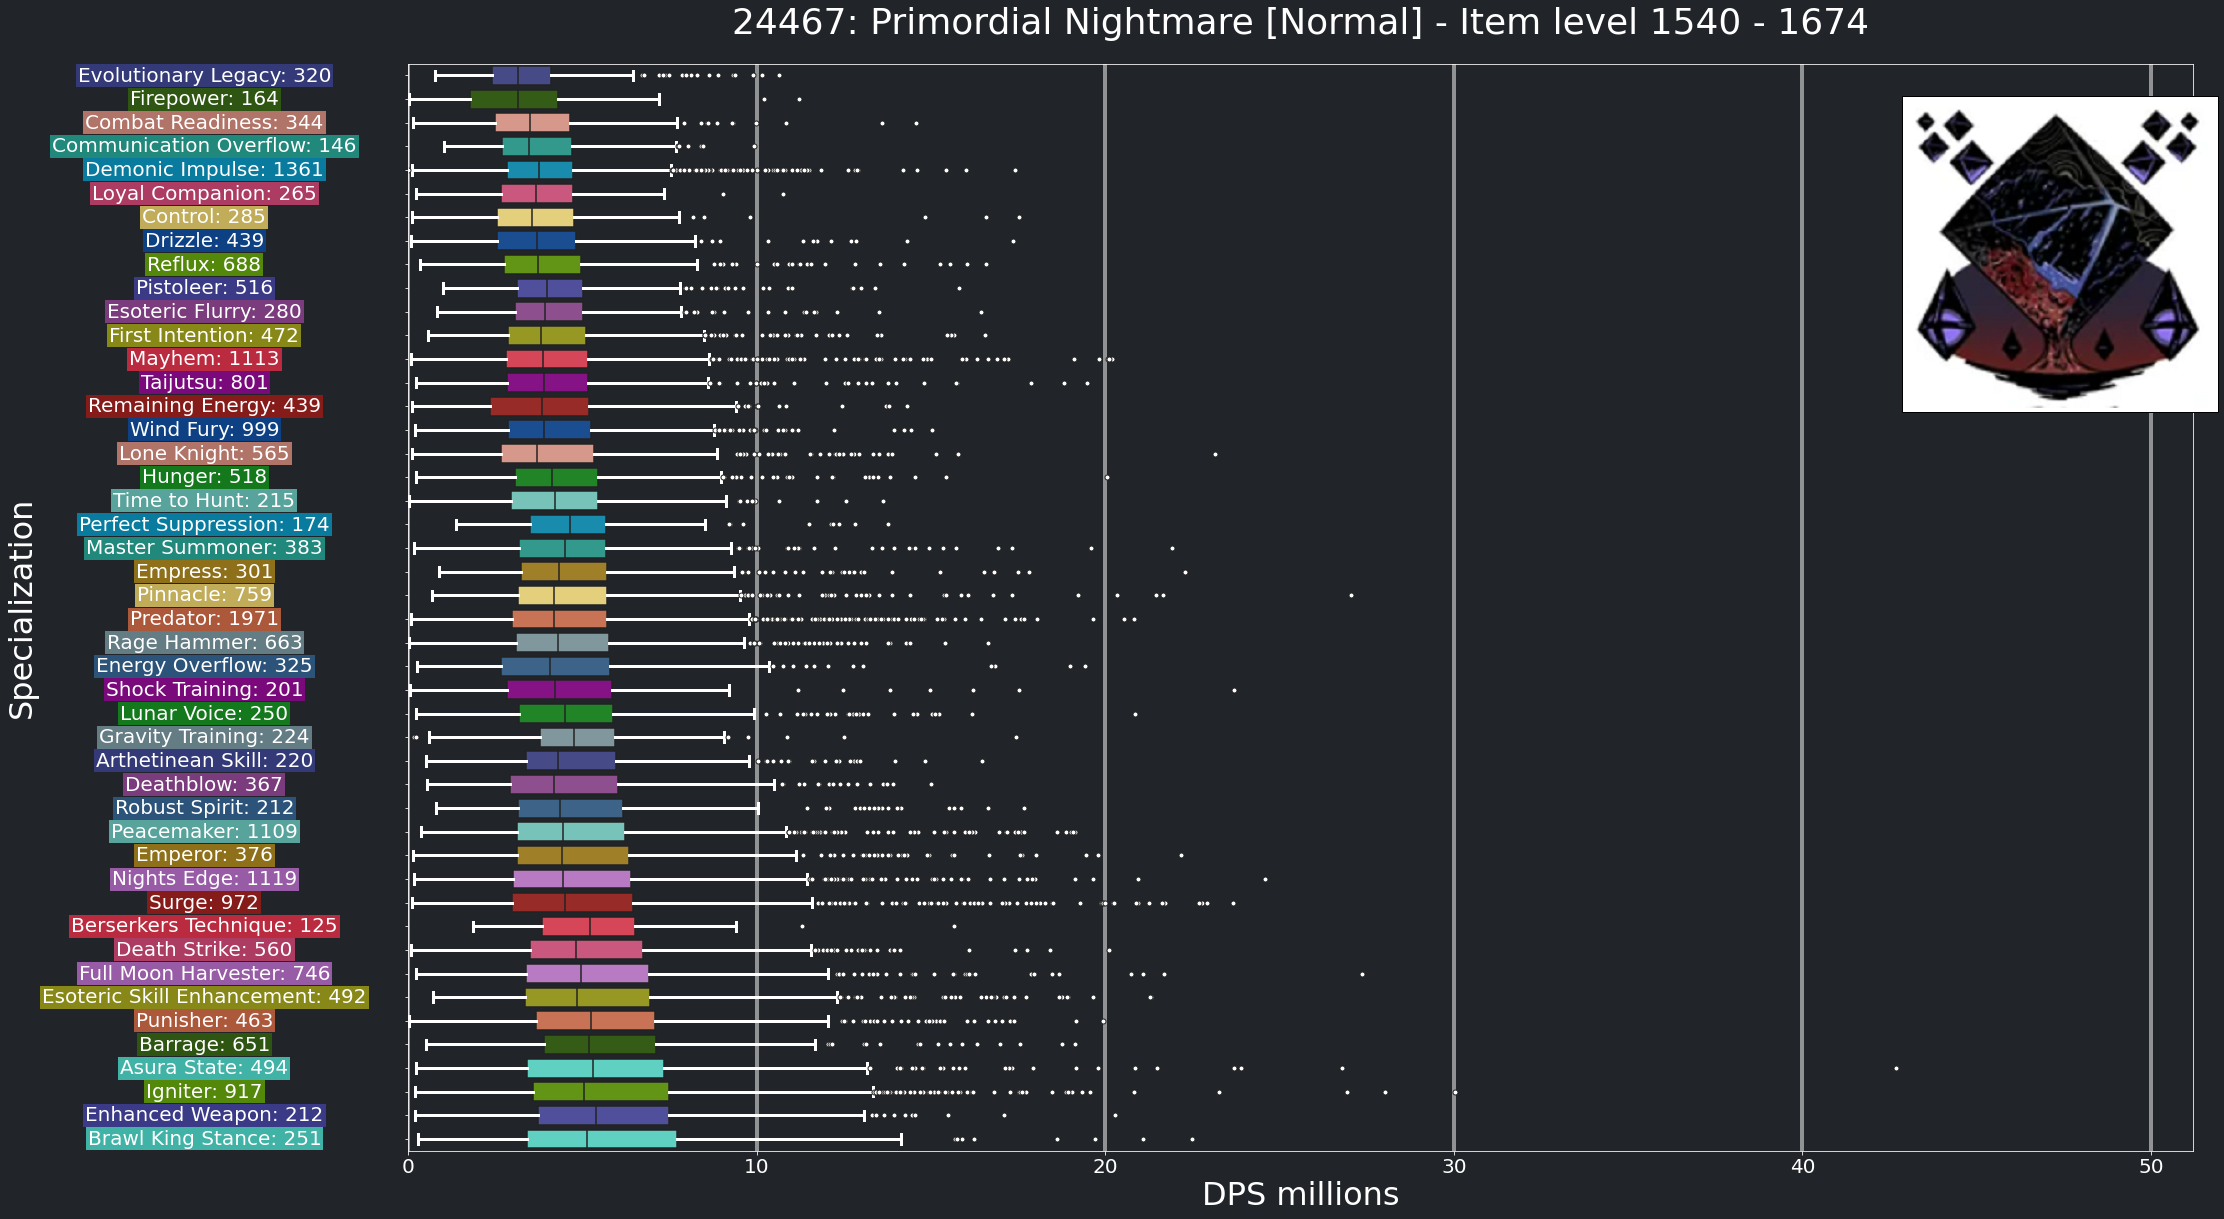 24467: Primordial Nightmare [Normal] - Item level 1540 - 1674
Specialization
Evolutionary Legacy: 320
Firepower: 164
Combat Readiness: 344
Communication Overflow: 146
Demonic Impulse: 1361
Loyal Companion: 265
Control: 285
Drizzle: 439
Reflux: 688
Pistoleer: 516
Esoteric Flurry: 280
First Intention: 472
Mayhem: 1113
Taijutsu: 801
Remaining Energy: 439
Wind Fury: 999
Lone Knight: 565
Hunger: 518
Time to Hunt: 215
Perfect Suppression: 174
Master Summoner: 383
Empress: 301
Pinnacle: 759
Predator: 1971
Rage Hammer: 663
Energy Overflow: 325
Shock Training: 201
Lunar Voice: 250
Gravity Training: 224
Arthetinean Skill: 220
Deathblow: 367
Robust Spirit: 212
Peacemaker: 1109
Emperor: 376
Nights Edge: 1119
Surge: 972
Berserkers Technique: 125
Death Strike: 560
Full Moon Harvester: 746
Esoteric Skill Enhancement: 492
Punisher: 463
Barrage: 651
Asura State: 494
Igniter: 917
Enhanced Weapon: 212
Brawl King Stance: 251
0 10 20 30 40 50
DPS millions